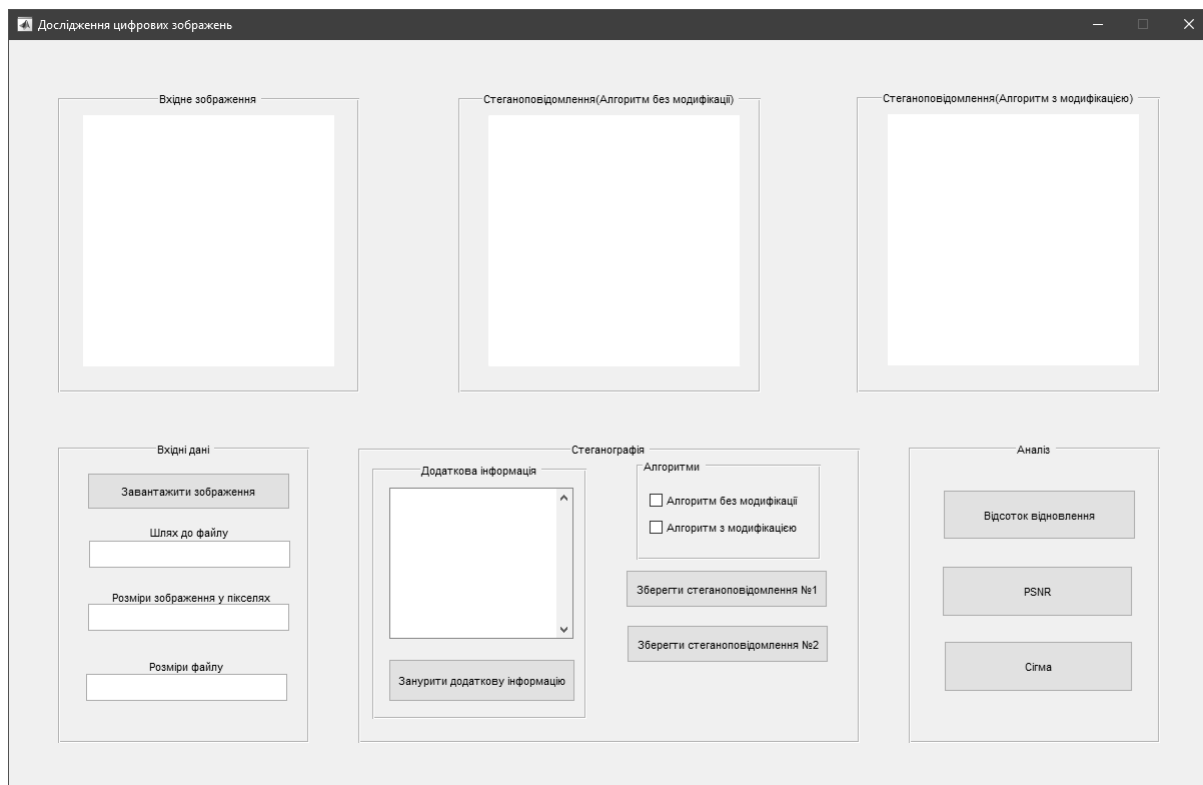 Дослідження цифрових зображень
Вхідне зображення
Стеганоповідомлення(Алгоритм без модифікації)
Стеганоповідомлення(Алгоритм з модифікацією)
Вхідні дані
Завантажити зображення
Шлях до файлу
Розміри зображення у пікселях
Розміри файлу
Стеганографія
Додаткова інформація
Занурити додаткову інформацію
Алгоритми
Алгоритм без модифікації
Алгоритм з модифікацією
Зберегти стеганоповідомлення №1
Зберегти стеганоповідомлення №2
Аналіз
Відсоток відновлення
PSNR
Сігма